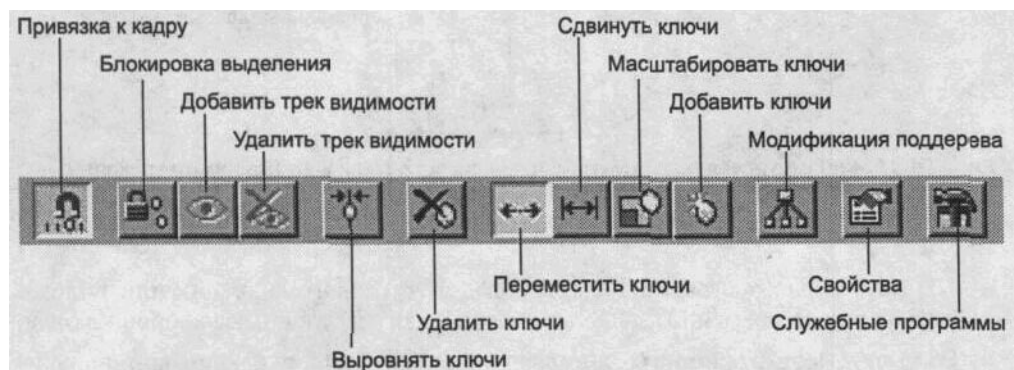 Привязка к кадру
Сдвинуть ключи
Блокировка выделения
Масштабировать ключи
Добавить трек видимости
Добавить ключи
Удалить трек видимости
Модификация поддерева
Переместить ключи
Свойства
Удалить ключи
Служебные программы
Выровнять ключи